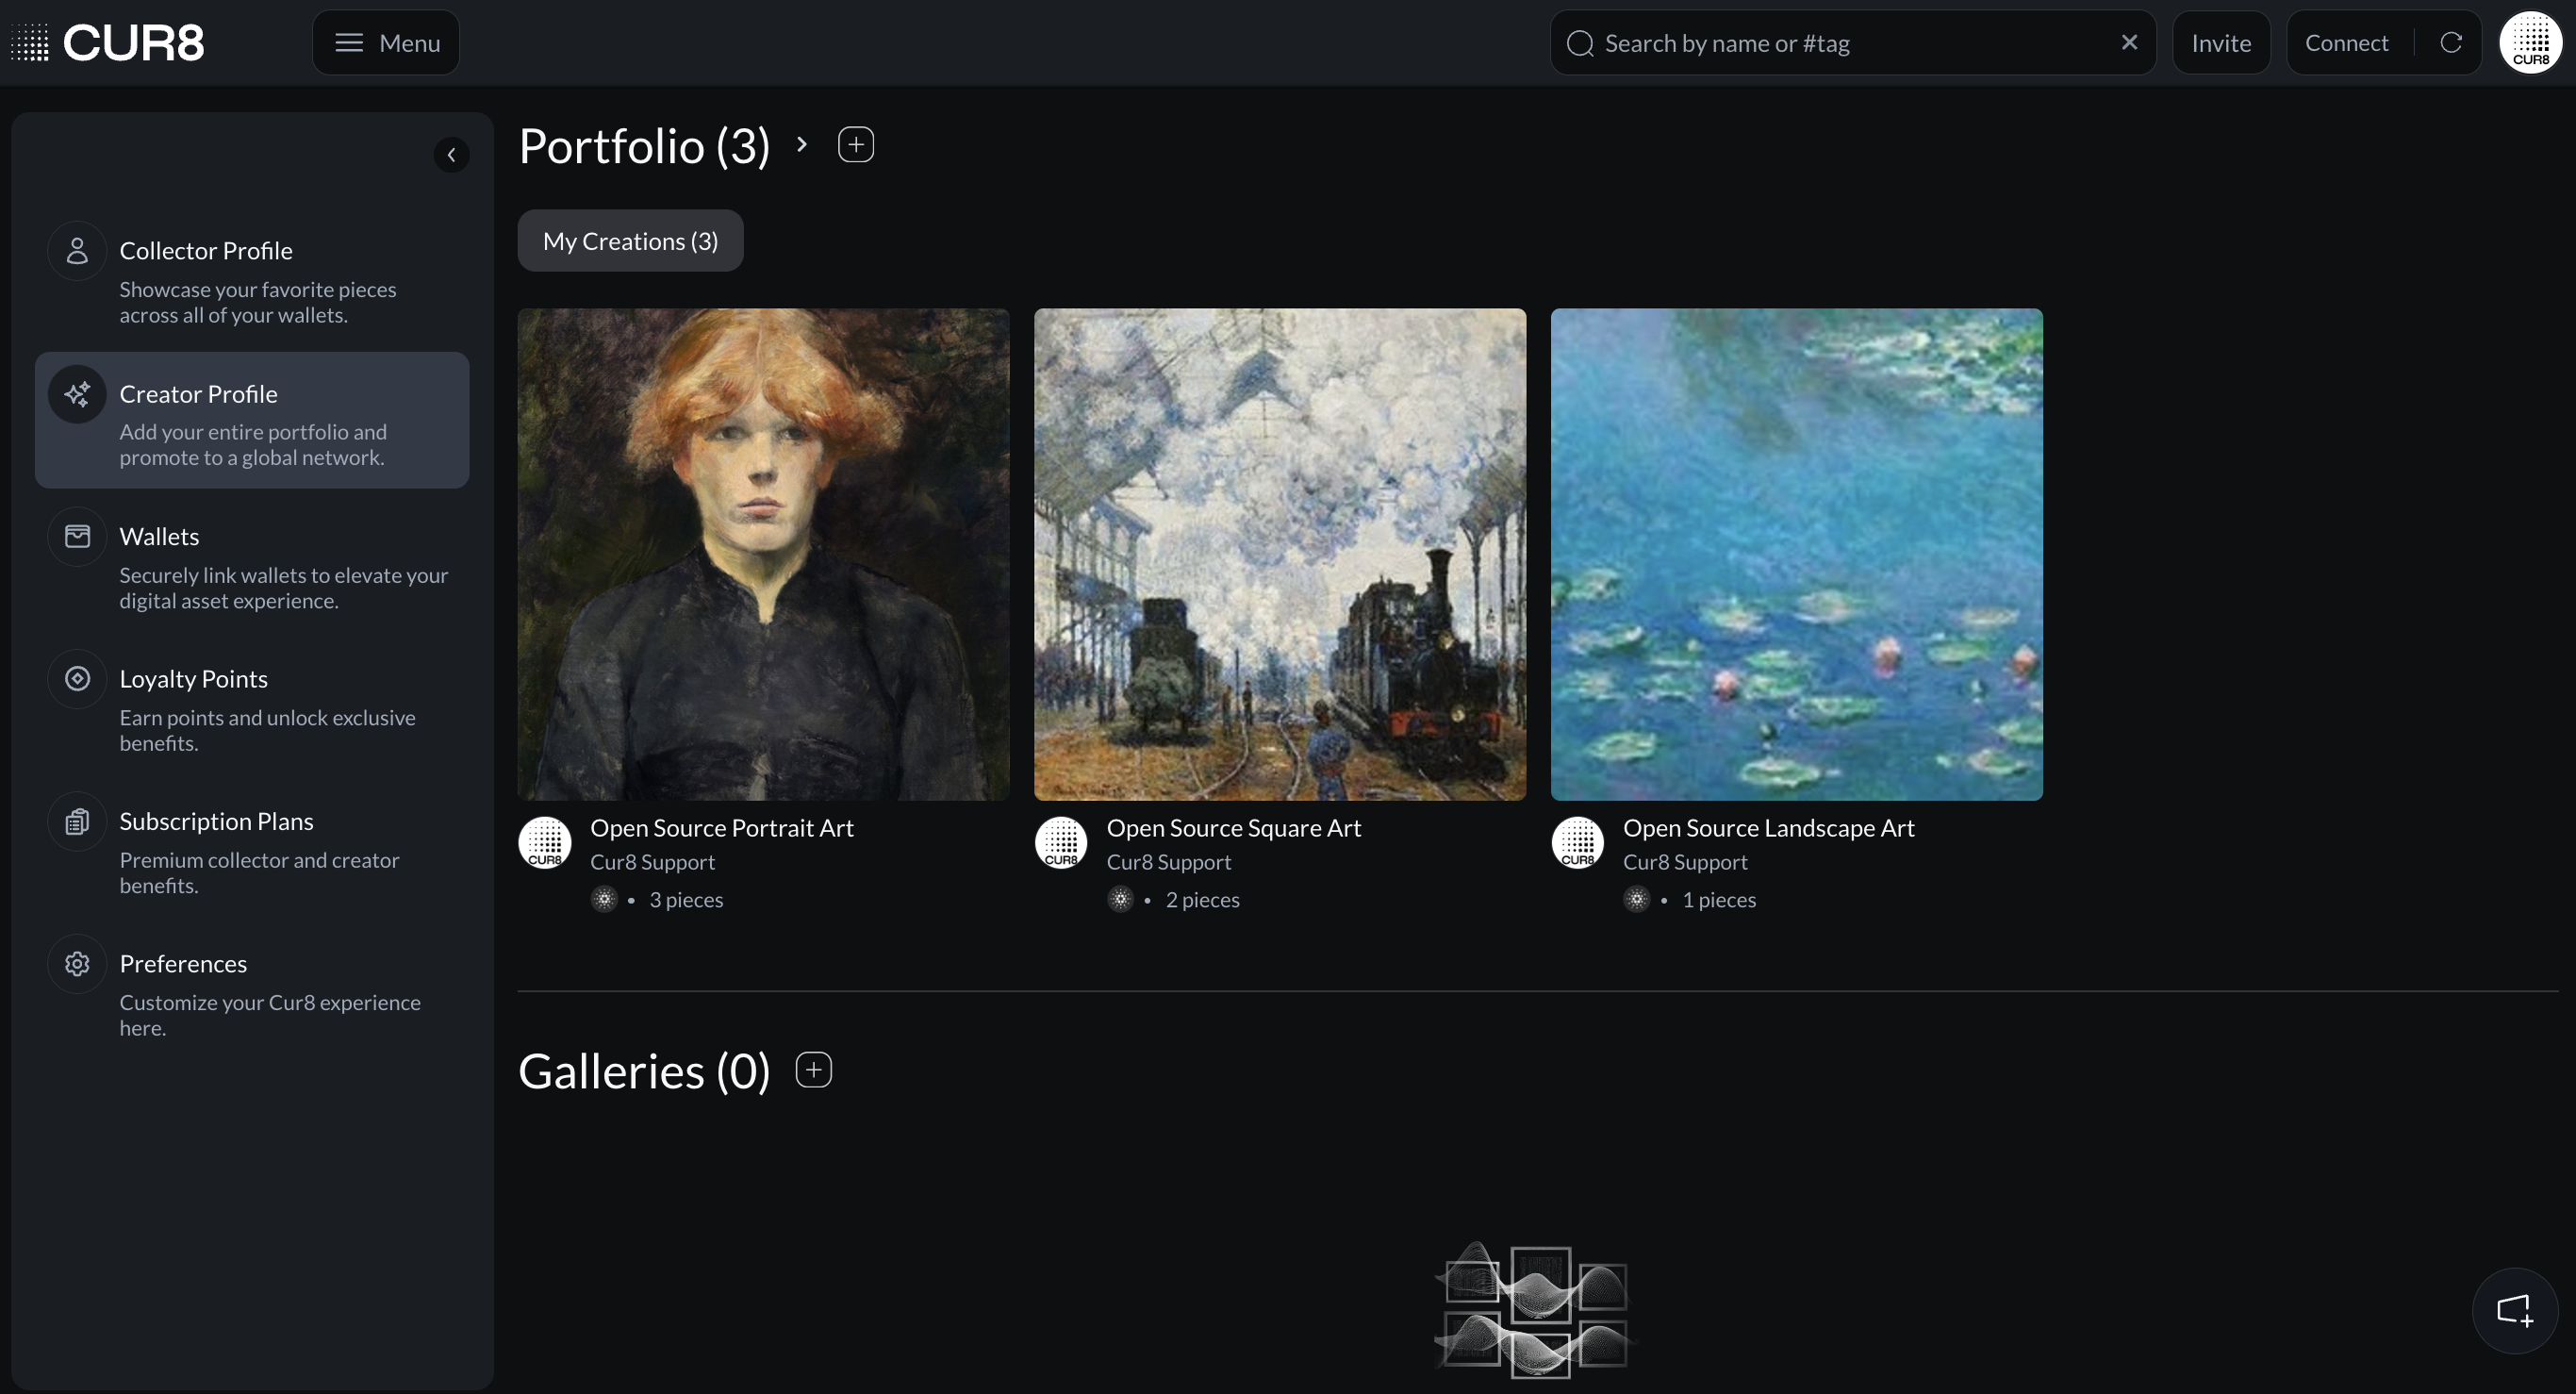 CUR8
Menu
Search by name or #tag
Invite
Connect
CUR8
Collector Profile
Showcase your favorite pieces
across all of your wallets.
Creator Profile
Add your entire portfolio and
promote to a global network.
Wallets
Securely link wallets to elevate your
digital asset experience.
Loyalty Points
Earn points and unlock exclusive
benefits.
Subscription Plans
Premium collector and creator
benefits.
Preferences
Customize your Cur8 experience
here.
Portfolio (3)
My Creations (3)
CUR8
Open Source Portrait Art
Cur8 Support
• 3 pieces
CUR8
Open Source Square Art
Cur8 Support
• 2 pieces
CUR8
Open Source Landscape Art
Cur8 Support
• 1 pieces
Galleries (0)